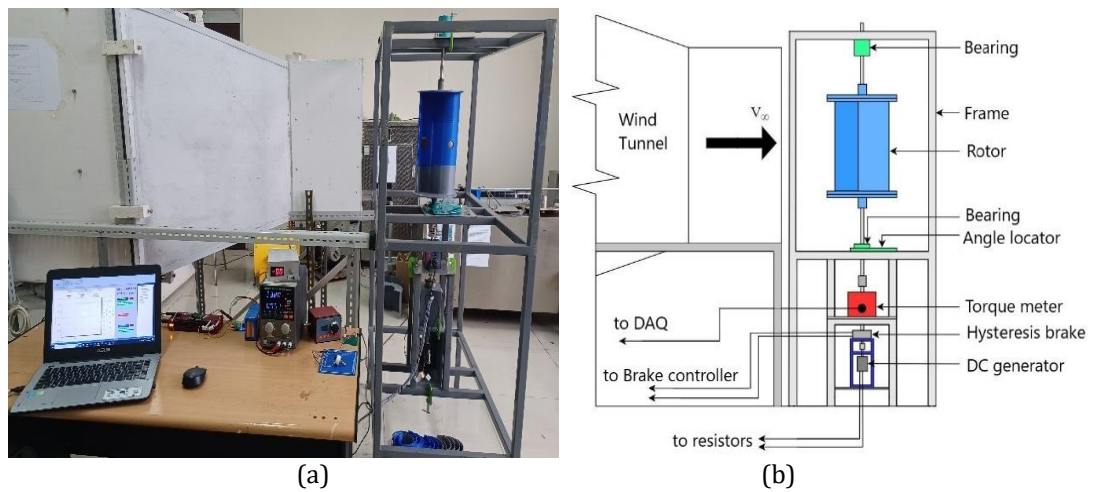 Bearing
Wind
Tunnel
V∞
Frame
Rotor
Bearing
Angle locator
Torque meter
to DAQ
Hysteresis brake
to Brake controller
DC generator
to resistors
(a)
(b)